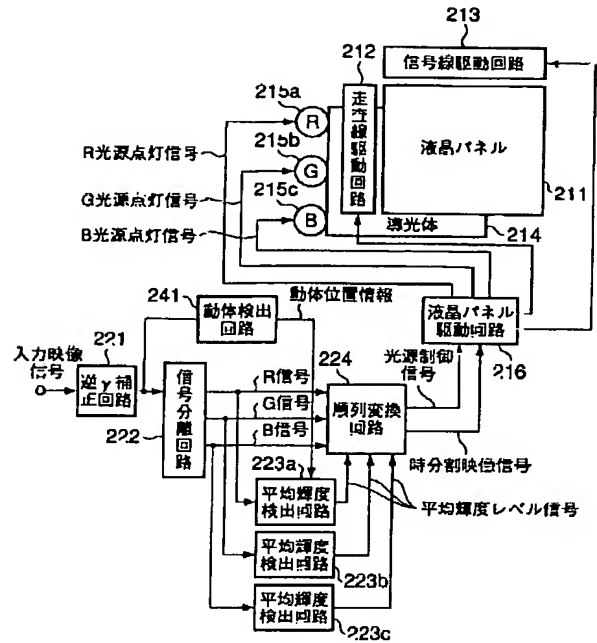 213
212
信号線駆動回路
215a
走査線駆動回路
R
215b
液晶パネル
R光源点灯信号
G
215c
G光源点灯信号
B
211
B光源点灯信号
導光体
214
241
動体位置情報
動体検出
回路
液晶パネル
駆動回路
216
入力映像
信号
221
逆γ補
正回路
信号分離回路
222
R信号
G信号
B信号
224
順列変換
回路
光源制御
信号
時分割映像信号
223a
平均輝度
検出回路
平均輝度レベル信号
平均輝度
検出回路
223b
平均輝度
検出回路
223c